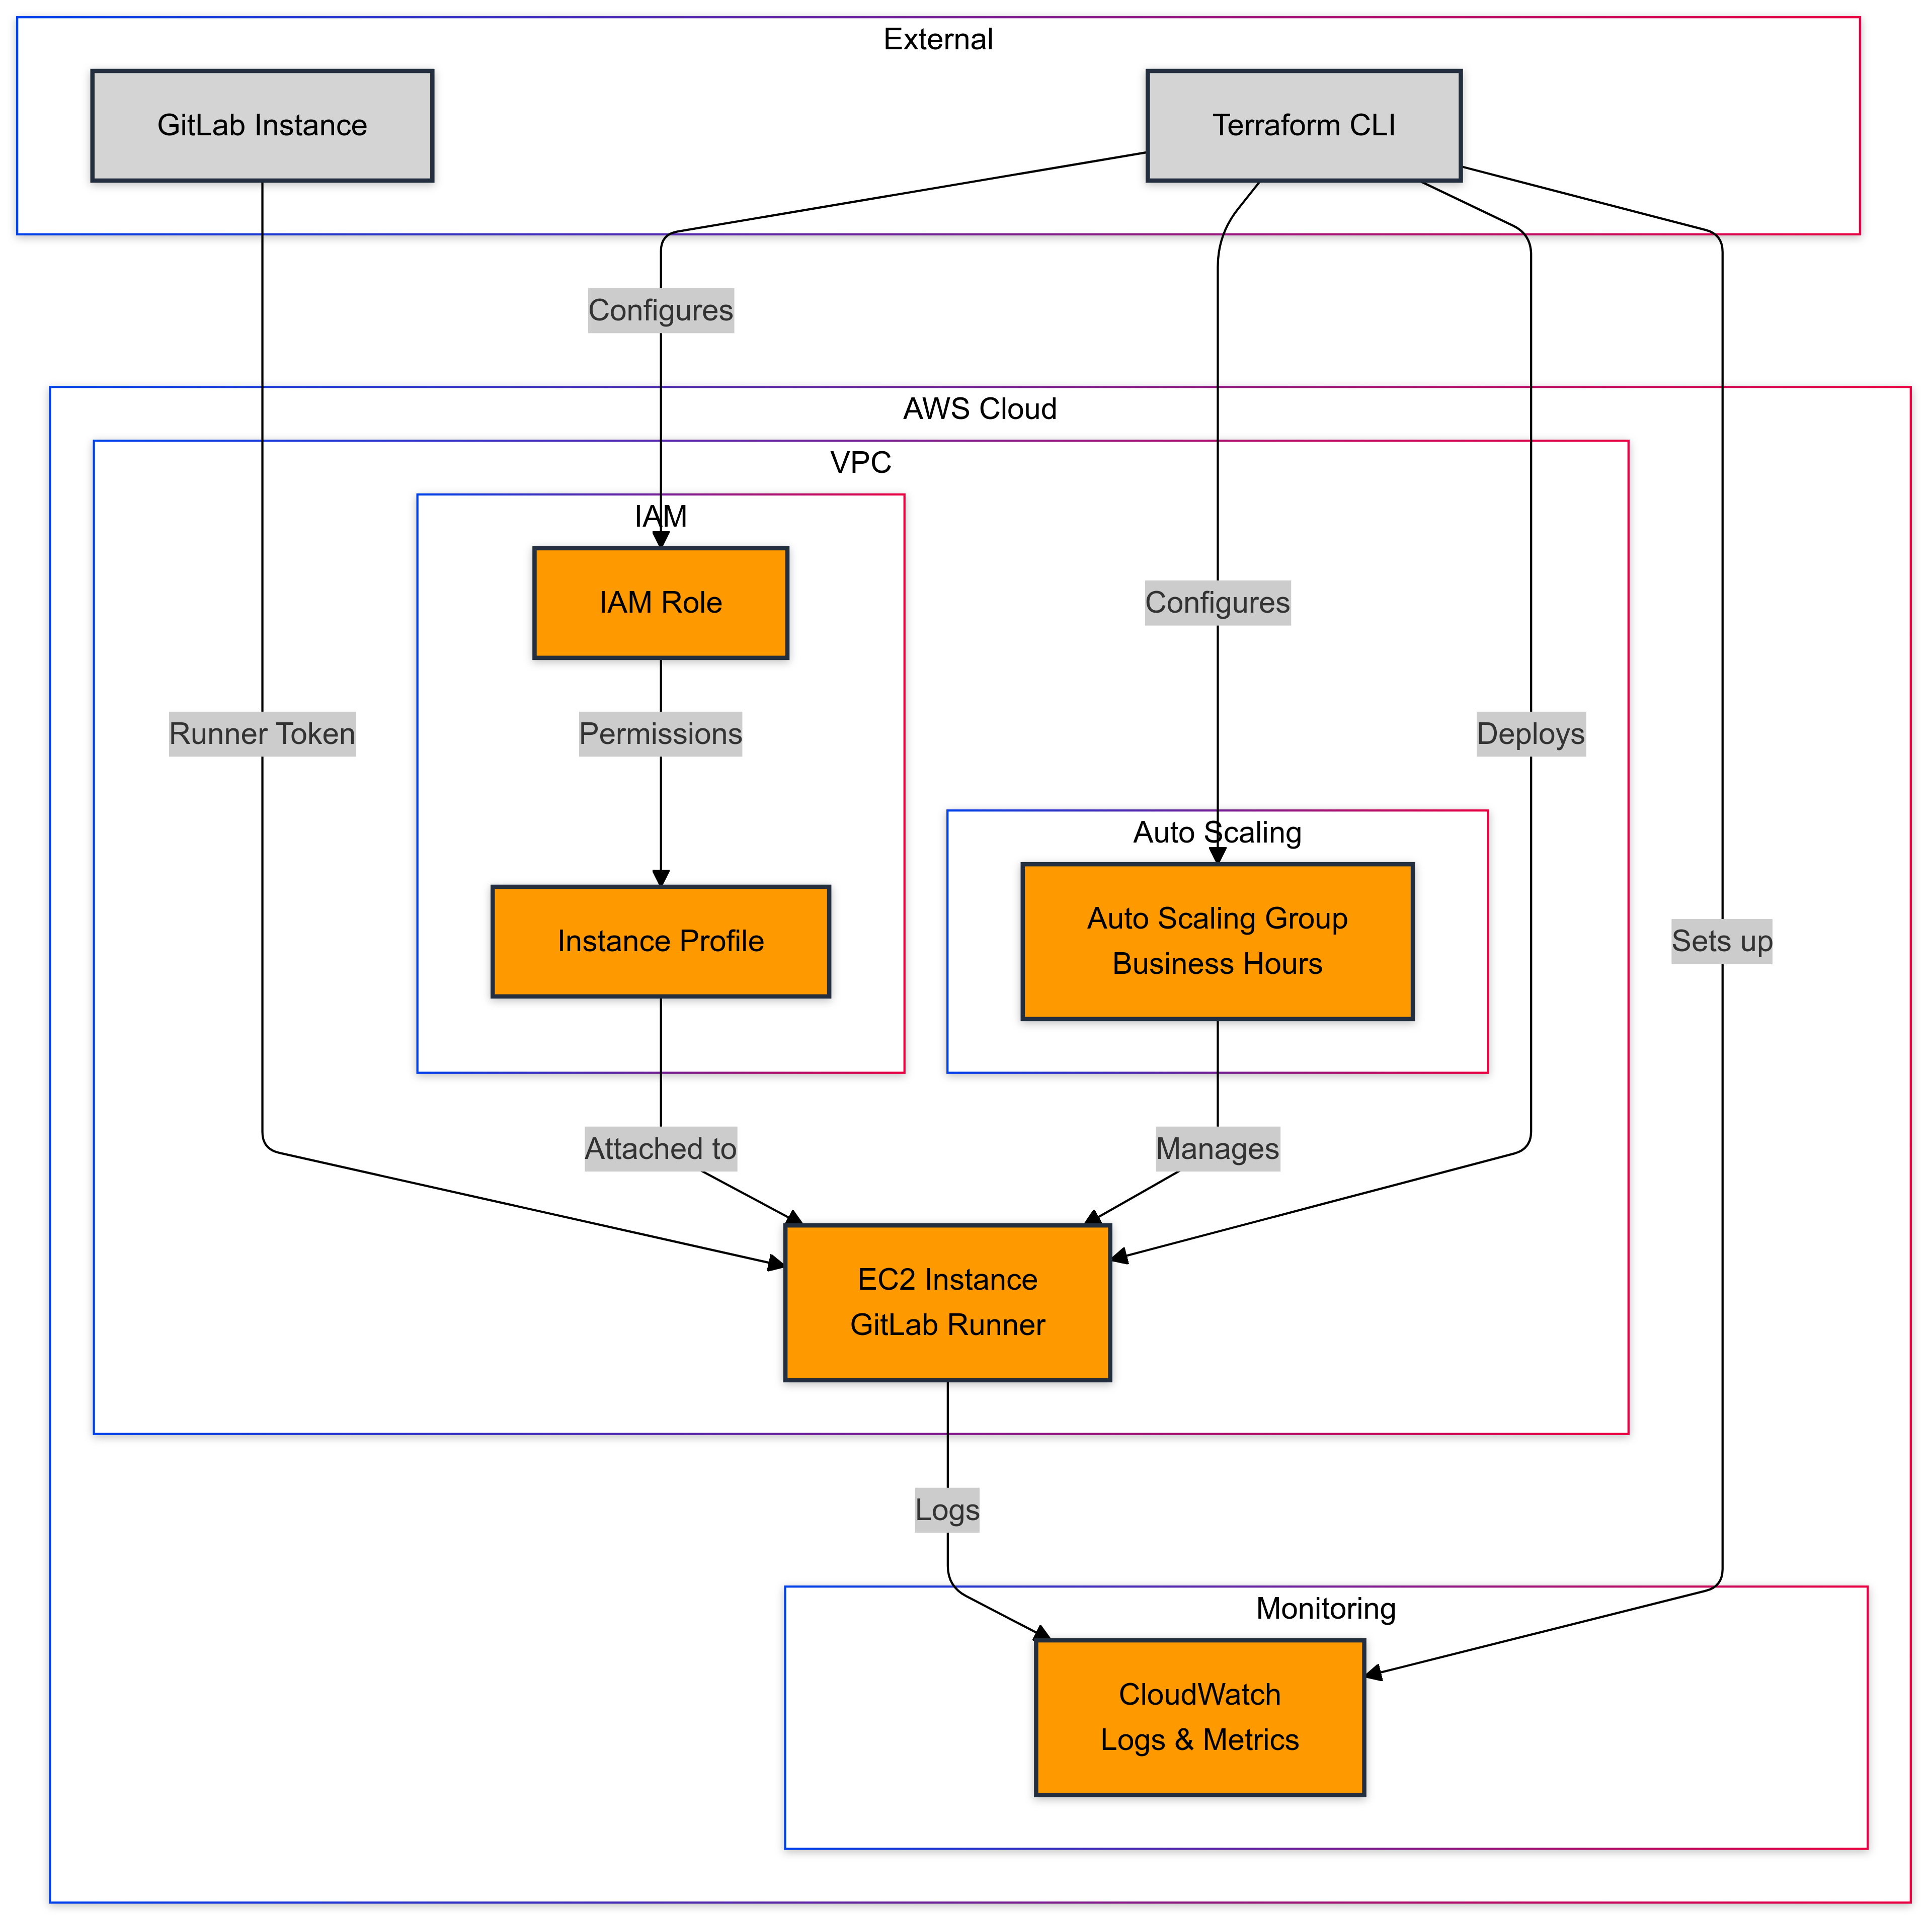 External
GitLab Instance
Terraform CLI
Configures
AWS Cloud
VPC
IAM
IAM Role
Configures
Runner Token
Permissions
Deploys
Auto Scaling
Auto Scaling Group
Business Hours
Instance Profile
Sets up
Attached to
Manages
EC2 Instance
GitLab Runner
Logs
Monitoring
CloudWatch
Logs & Metrics